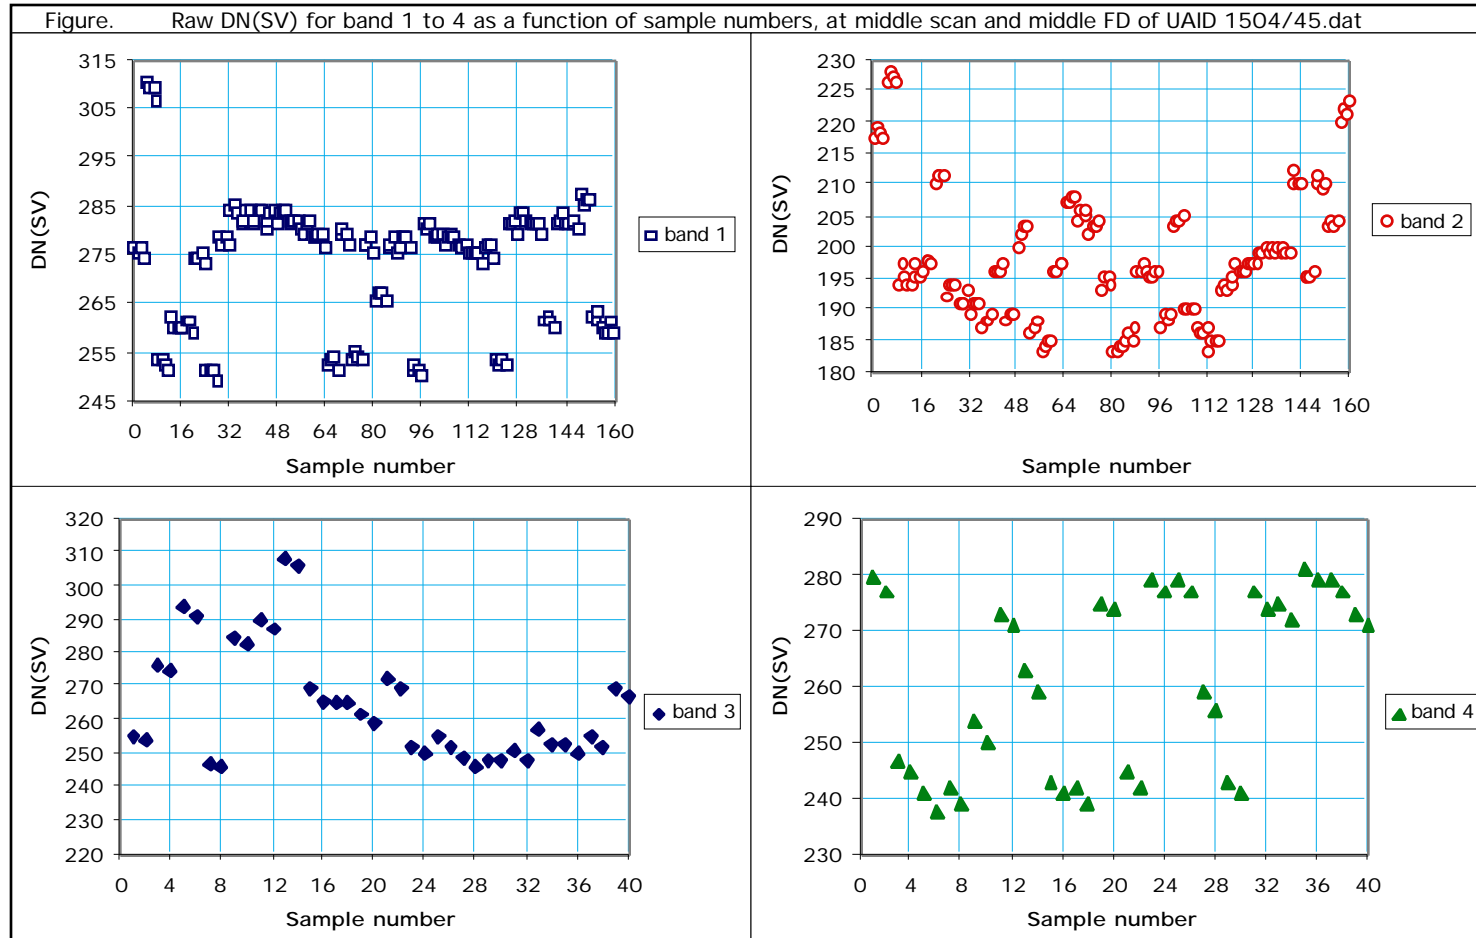 Figure. Raw DN(SV) for band 1 to 4 as a function of sample numbers, at middle scan and middle FD of UAID 1504/45.dat
315
305
295
285
275
265
255
245
DN(SV)
0 16 32 48 64 80 96 112 128 144 160
Sample number
band 1
230
225
220
215
210
205
200
195
190
185
180
DN(SV)
0 16 32 48 64 80 96 112 128 144 160
Sample number
band 2
320
310
300
290
280
270
260
250
240
230
220
DN(SV)
0 4 8 12 16 20 24 28 32 36 40
Sample number
band 3
290
280
270
260
250
240
230
DN(SV)
0 4 8 12 16 20 24 28 32 36 40
Sample number
band 4